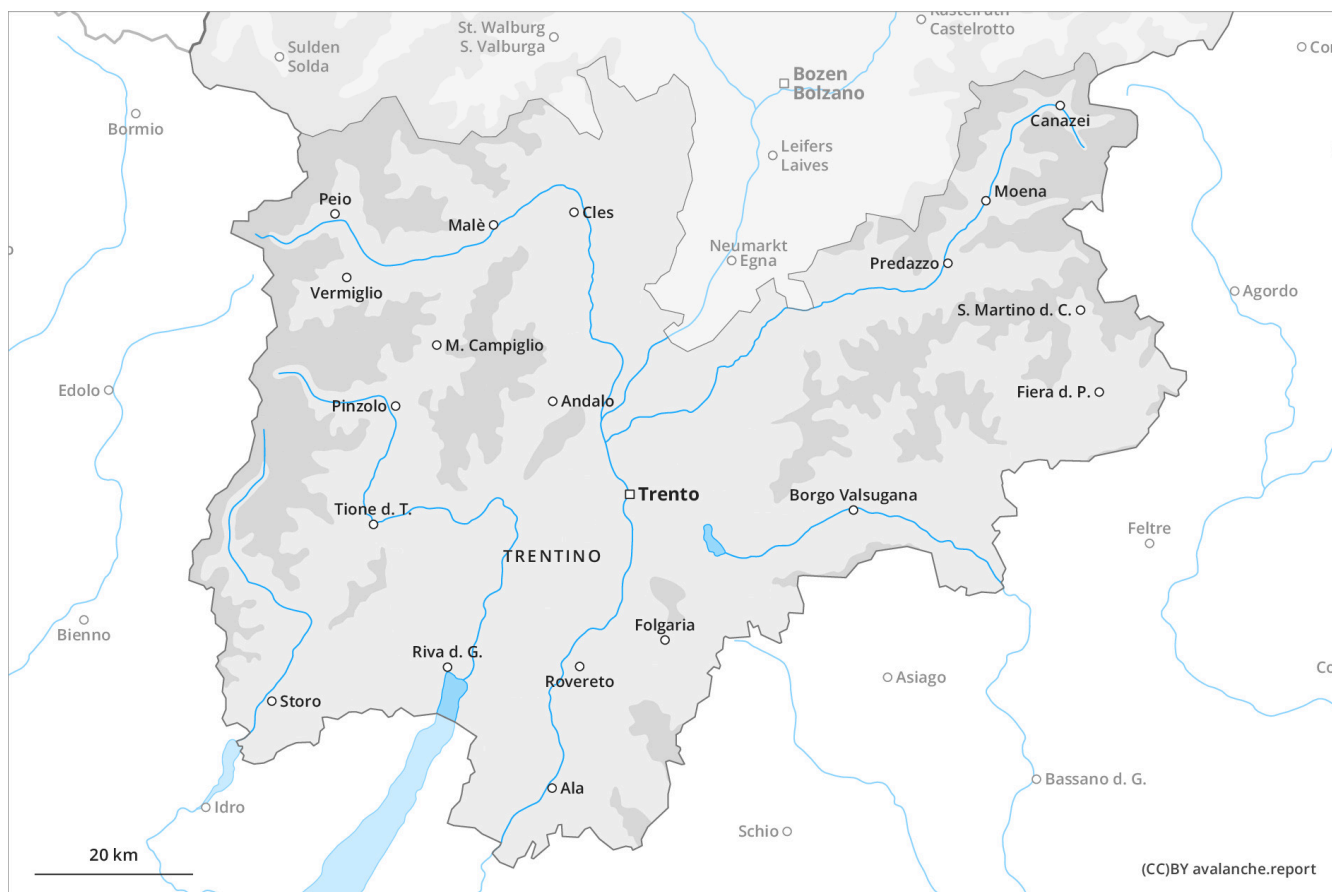 Kastelruth
Castelrotto
St. Walburg
S. Valburga
Sulden
Solda
Bozen
Bolzano
Bormio
Canazei
Leifers
Laives
Moena
Peio
Malè
Cles
Neumarkt
Egna
Predazzo
Vermiglio
Agordo
S. Martino d. C.
M. Campiglio
Edolo
Pinzolo
Andalo
Fiera d. P.
Trento
Borgo Valsugana
Tione d. T.
Feltre
TRENTINO
Bienno
Folgaria
Riva d. G.
Rovereto
Asiago
Storo
Ala
Bassano d. G.
Idro
Schio
20 km
(CC)BY avalanche.report